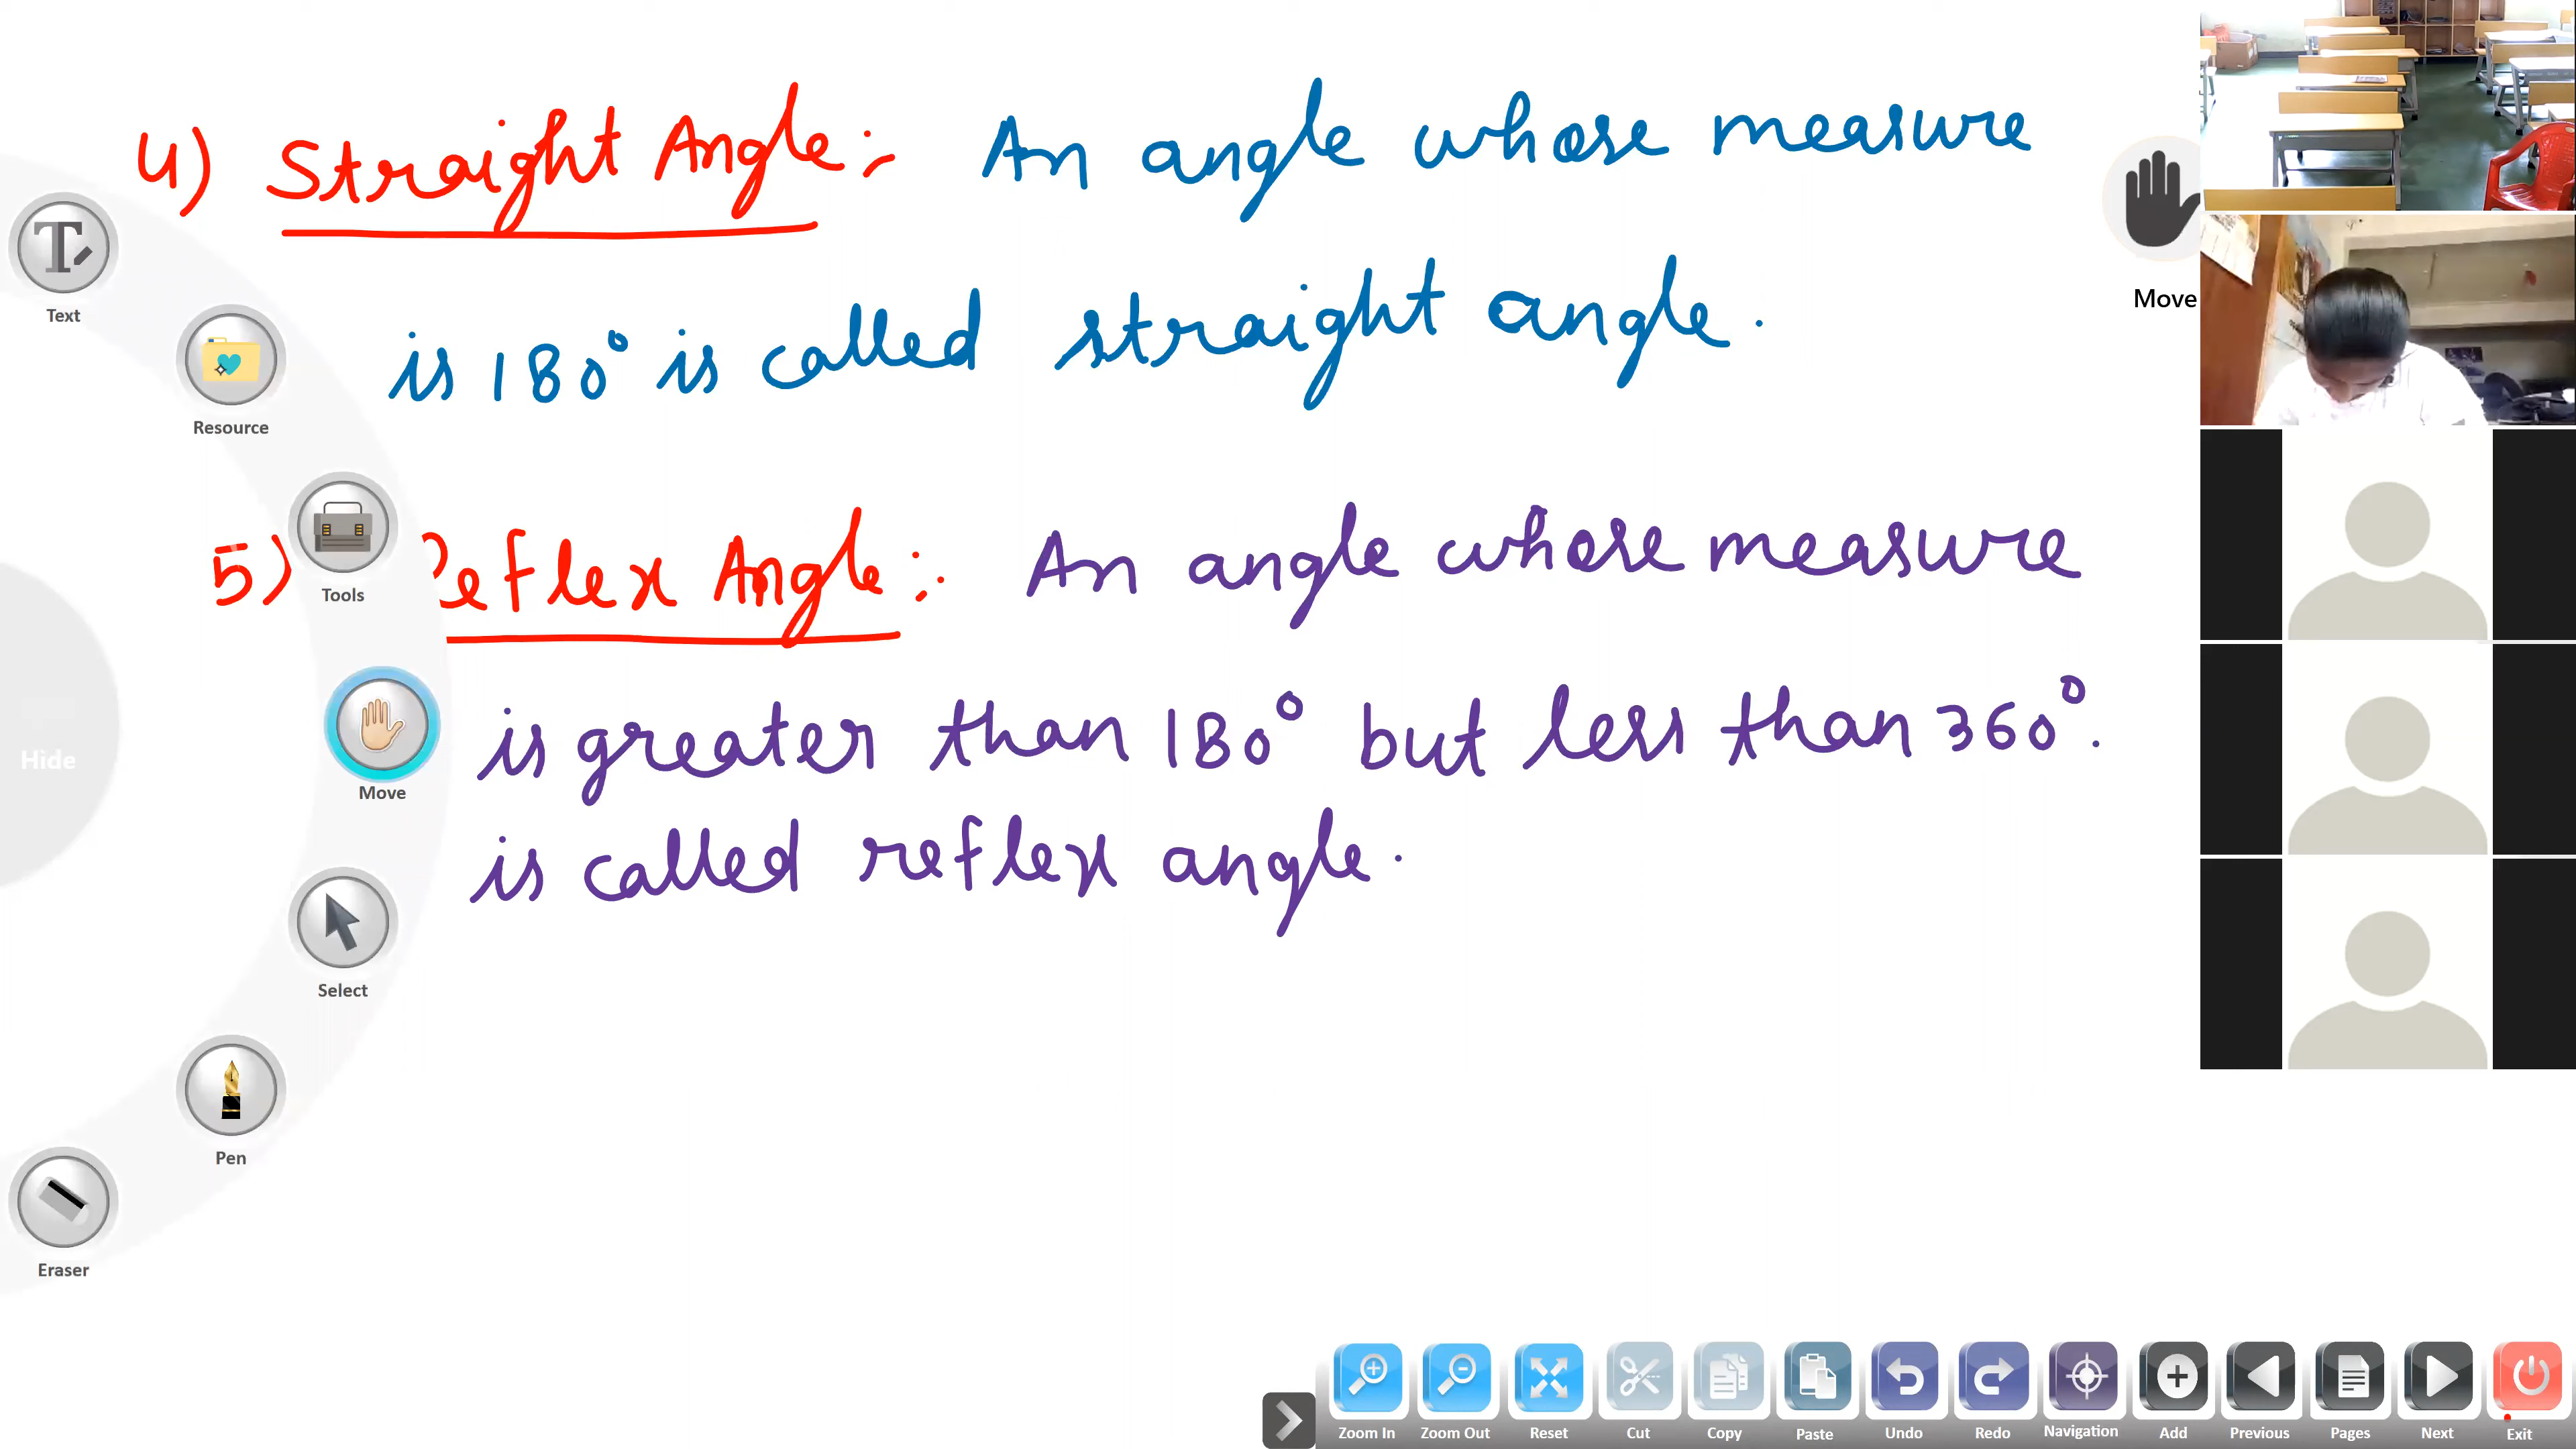 4) Straight Angle:- An angle whose measure
is 180° is called straight angle.
5) Reflex Angle:- An angle whose measure
is greater than 180° but less than 360°.
is called reflex angle.
Text
Resource
Tools
Hide
Move
Select
Pen
Eraser
Move
Zoom In Zoom Out Reset Cut Copy Paste Undo Redo Navigation Add Previous Pages Next Exit